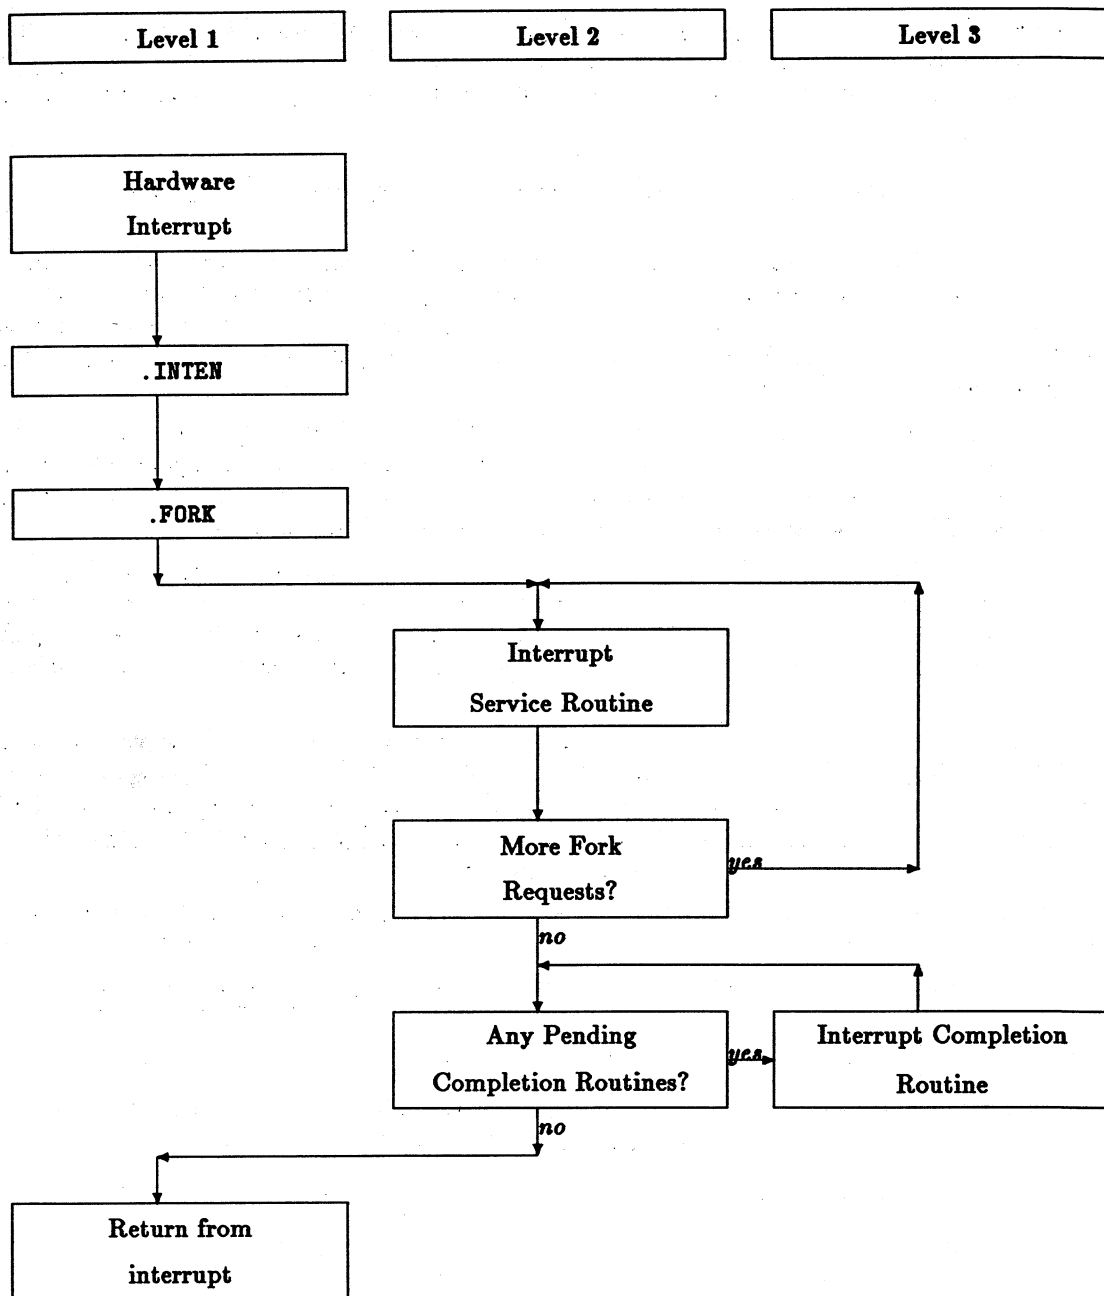 Level 1
Level 2
Level 3
Hardware
Interrupt
.INTEN
.FORK
Interrupt
Service Routine
More Fork
Requests?
yes
no
Any Pending
Completion Routines?
yes
Interrupt Completion
Routine
no
Return from
interrupt